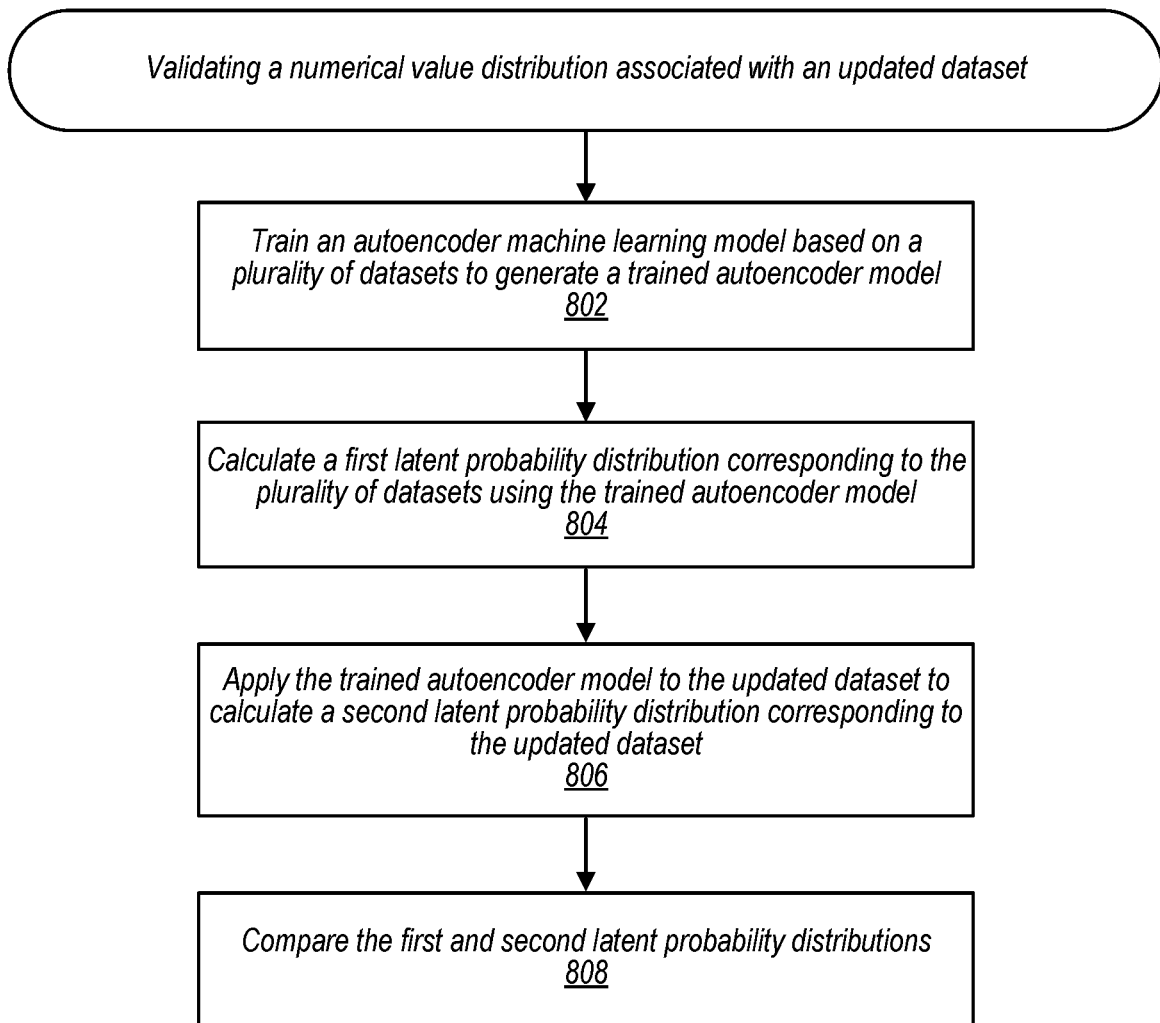 Validating a numerical value distribution associated with an updated dataset
Train an autoencoder machine learning model based on a
plurality of datasets to generate a trained autoencoder model
802
Calculate a first latent probability distribution corresponding to the
plurality of datasets using the trained autoencoder model
804
Apply the trained autoencoder model to the updated dataset to
calculate a second latent probability distribution corresponding to
the updated dataset
806
Compare the first and second latent probability distributions
808